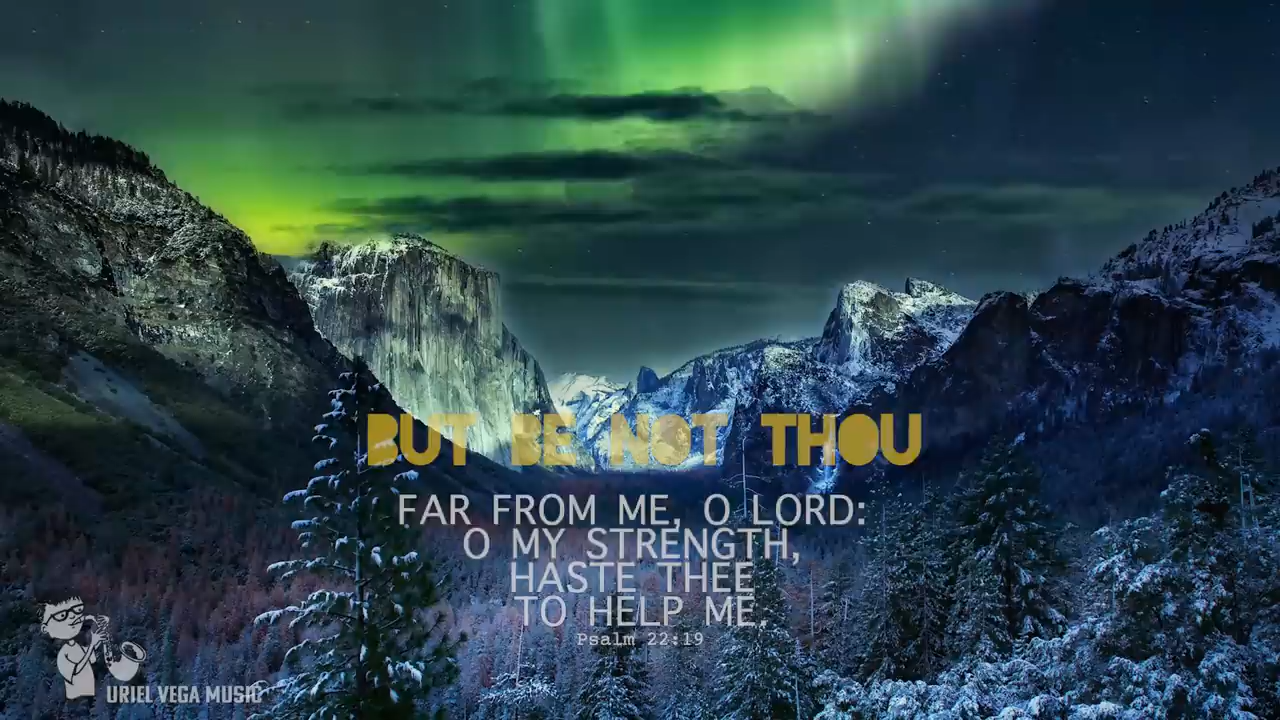 BUT BE NOT THOU
FAR FROM ME, O LORD:
O MY STRENGTH,
HASTE THEE
TO HELP ME.
Psalm 22:19
URIEL VEGA MUSIC